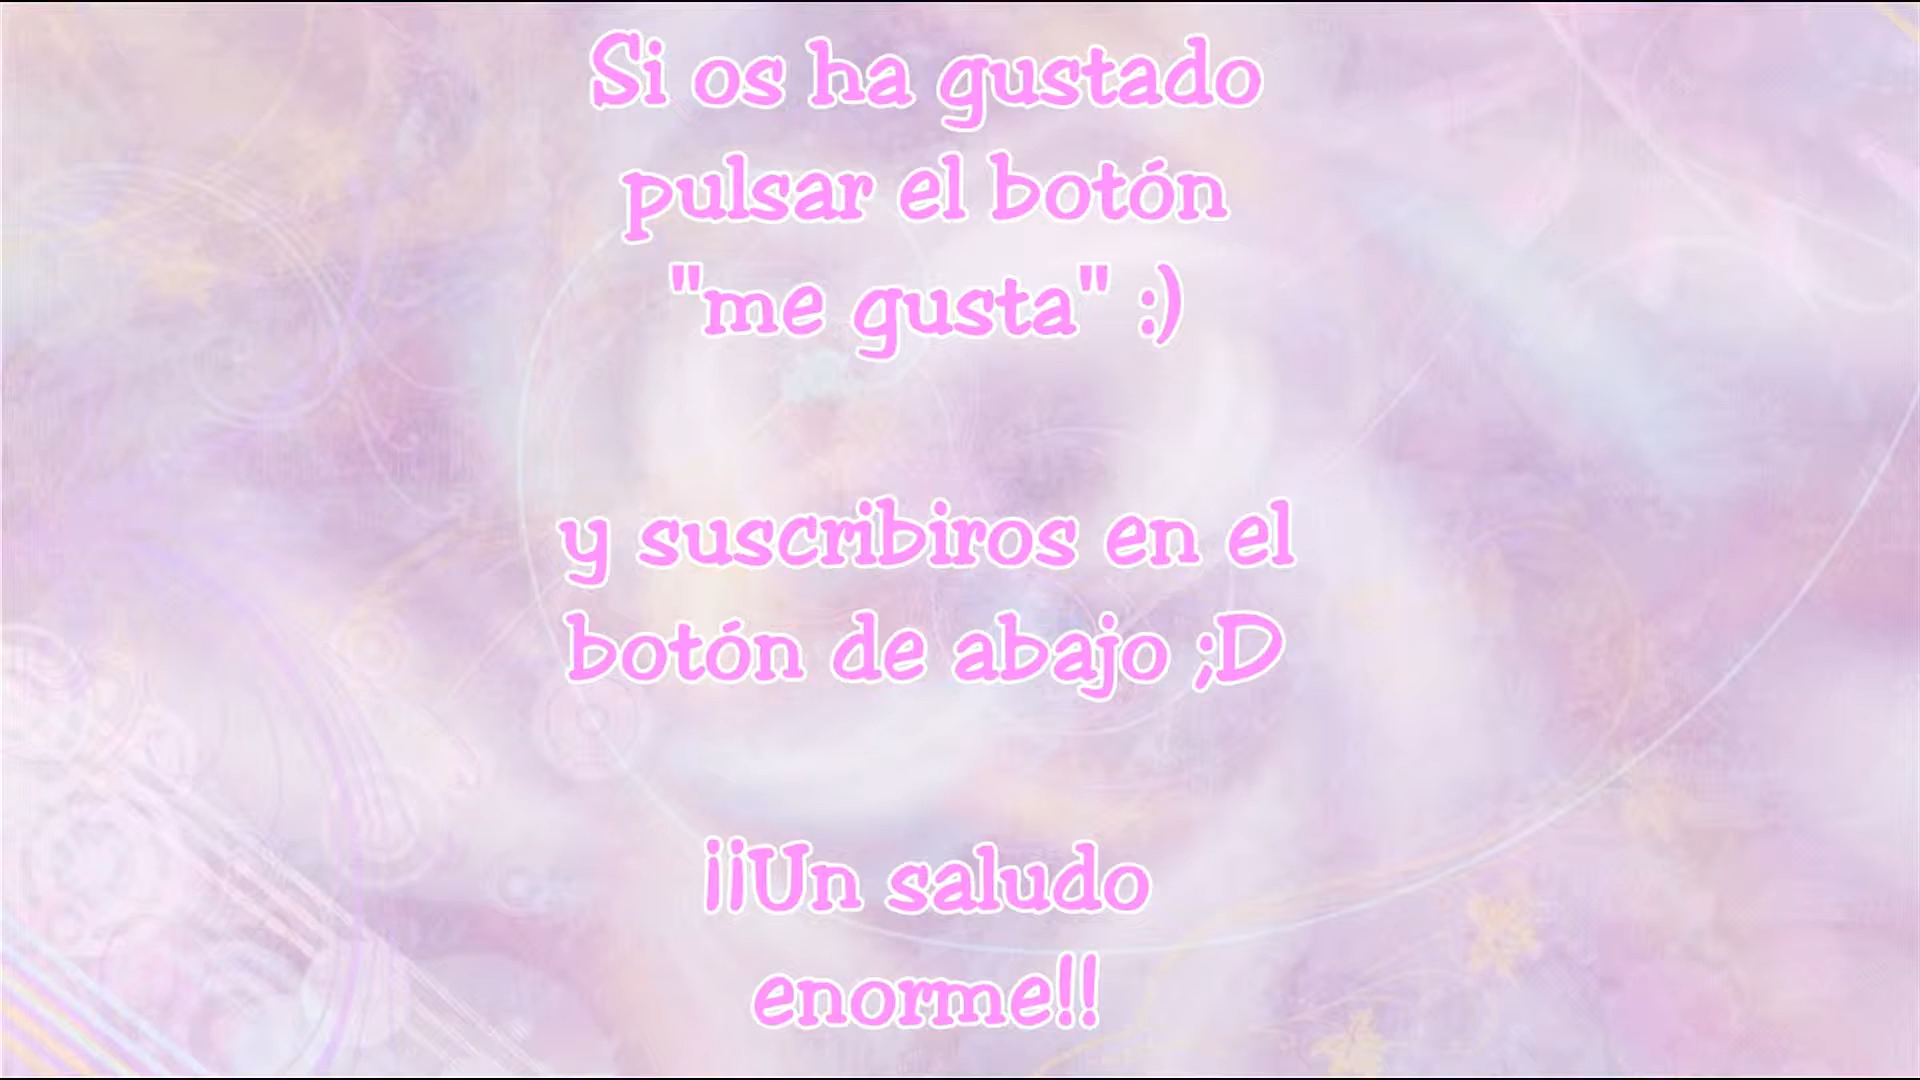 Si os ha gustado
pulsar el botón
"me gusta" :)
y suscribiros en el
botón de abajo ;D
¡¡Un saludo
enorme!!